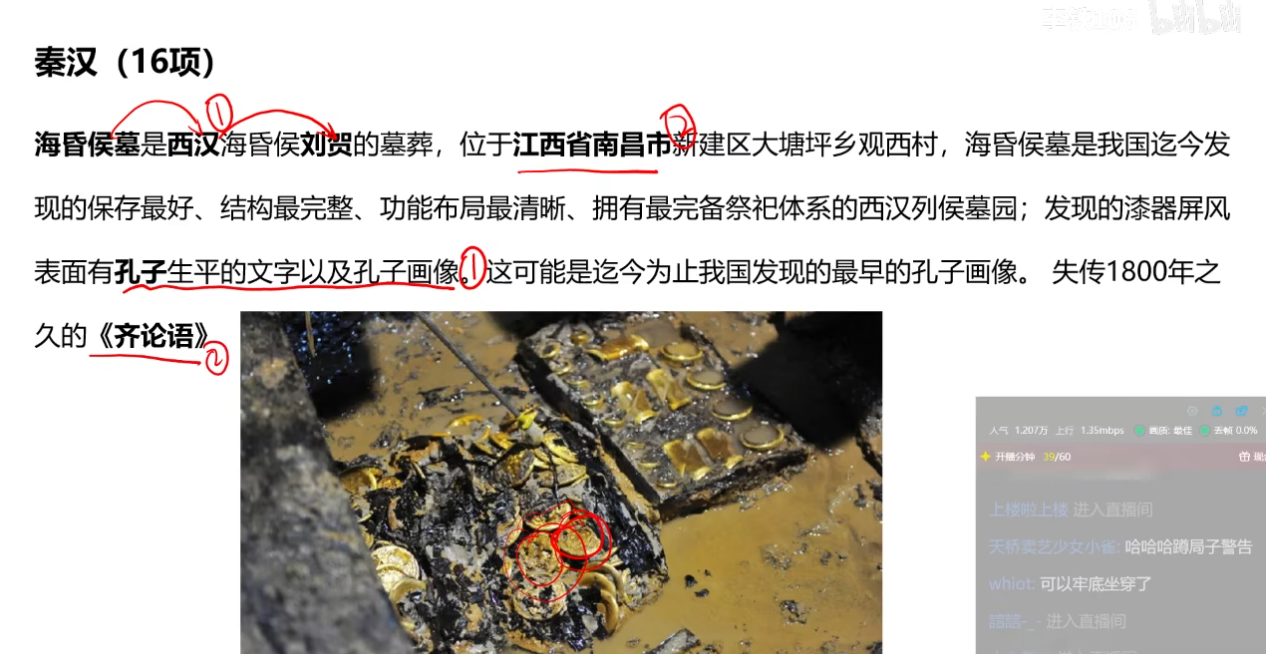 bilibili
秦汉（16项）
①
②
海昏侯墓是西汉海昏侯刘贺的墓葬，位于江西省南昌市新建区大塘坪乡观西村，海昏侯墓是我国迄今发
现的保存最好、结构最完整、功能布局最清晰、拥有最完备祭祀体系的西汉列侯墓园；发现的漆器屏风
表面有孔子生平的文字以及孔子画像。①这可能是迄今为止我国发现的最早的孔子画像。 失传1800年之
久的《齐论语》
②
人气 1.207万 上行 1.35mbps 画质: 最佳 丢帧 0.0%
开播分钟 39/60
上楼啦上楼 进入直播间
天桥卖艺少女小雀: 哈哈哈蹲局子警告
whiot: 可以牢底坐穿了
进入直播间